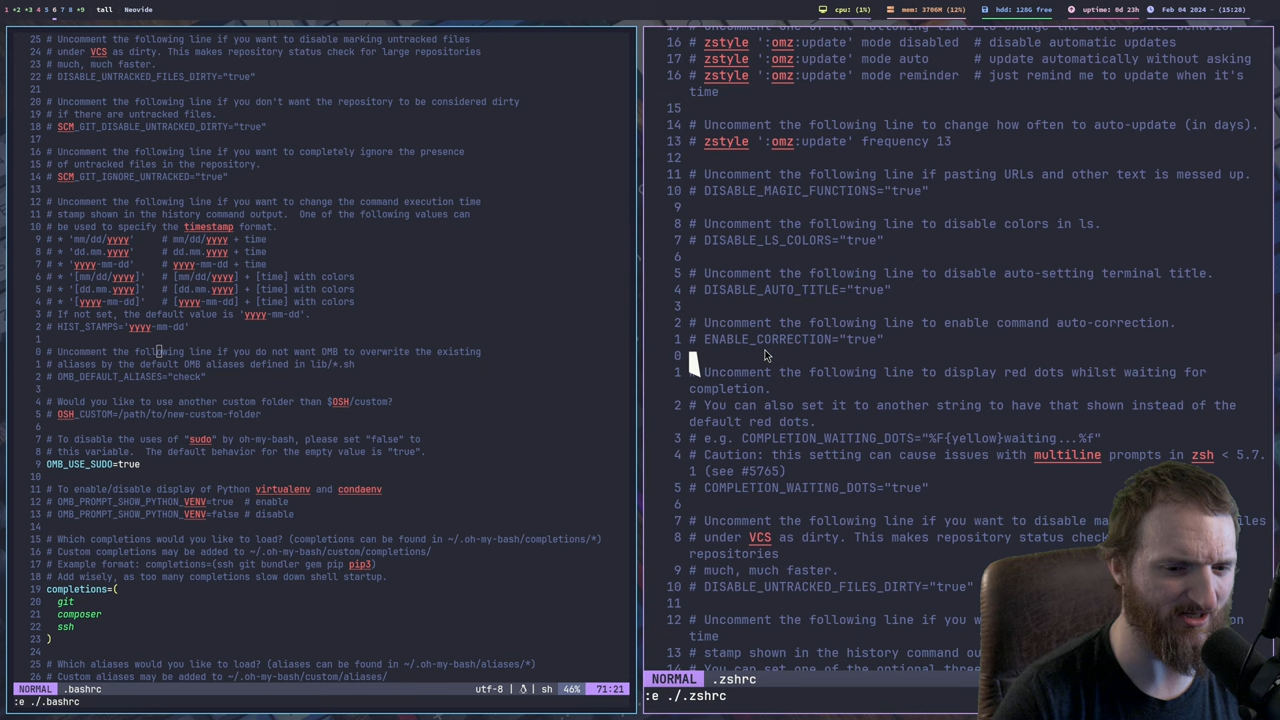 1 +2 +3 4 5 6 7 8 +9 tall Neovide cpu: (1%) mem: 3706M (12%) hdd: 128G free uptime: 0d 23h Feb 04 2024 - (15:28)
25 # Uncomment the following line if you want to disable marking untracked files
24 # under VCS as dirty. This makes repository status check for large repositories
23 # much, much faster.
22 # DISABLE_UNTRACKED_FILES_DIRTY="true"
21
20 # Uncomment the following line if you don't want the repository to be considered dirty
19 # if there are untracked files.
18 # SCM_GIT_DISABLE_UNTRACKED_DIRTY="true"
17
16 # Uncomment the following line if you want to completely ignore the presence
15 # of untracked files in the repository.
14 # SCM_GIT_IGNORE_UNTRACKED="true"
13
12 # Uncomment the following line if you want to change the command execution time
11 # stamp shown in the history command output.  One of the following values can
10 # be used to specify the timestamp format.
9 # * 'mm/dd/yyyy'     # mm/dd/yyyy + time
8 # * 'dd.mm.yyyy'     # dd.mm.yyyy + time
7 # * 'yyyy-mm-dd'     # yyyy-mm-dd + time
6 # * '[mm/dd/yyyy]'   # [mm/dd/yyyy] + [time] with colors
5 # * '[dd.mm.yyyy]'   # [dd.mm.yyyy] + [time] with colors
4 # * '[yyyy-mm-dd]'   # [yyyy-mm-dd] + [time] with colors
3 # If not set, the default value is 'yyyy-mm-dd'.
2 # HIST_STAMPS='yyyy-mm-dd'
1
0 # Uncomment the following line if you do not want OMB to overwrite the existing
1 # aliases by the default OMB aliases defined in lib/*.sh
2 # OMB_DEFAULT_ALIASES="check"
3
4 # Would you like to use another custom folder than $OSH/custom?
5 # OSH_CUSTOM=/path/to/new-custom-folder
6
7 # To disable the uses of "sudo" by oh-my-bash, please set "false" to
8 # this variable.  The default behavior for the empty value is "true".
9 OMB_USE_SUDO=true
10
11 # To enable/disable display of Python virtualenv and condaenv
12 # OMB_PROMPT_SHOW_PYTHON_VENV=true  # enable
13 # OMB_PROMPT_SHOW_PYTHON_VENV=false # disable
14
15 # Which completions would you like to load? (completions can be found in ~/.oh-my-bash/completions/*)
16 # Custom completions may be added to ~/.oh-my-bash/custom/completions/
17 # Example format: completions=(ssh git bundler gem pip pip3)
18 # Add wisely, as too many completions slow down shell startup.
19 completions=(
20   git
21   composer
22   ssh
23 )
24
25 # Which aliases would you like to load? (aliases can be found in ~/.oh-my-bash/aliases/*)
26 # Custom aliases may be added to ~/.oh-my-bash/custom/aliases/
NORMAL .bashrc utf-8 | | sh 46% 71:21
:e ./.bashrc
16 # zstyle ':omz:update' mode disabled  # disable automatic updates
17 # zstyle ':omz:update' mode auto      # update automatically without asking
16 # zstyle ':omz:update' mode reminder  # just remind me to update when it's
time
15
14 # Uncomment the following line to change how often to auto-update (in days).
13 # zstyle ':omz:update' frequency 13
12
11 # Uncomment the following line if pasting URLs and other text is messed up.
10 # DISABLE_MAGIC_FUNCTIONS="true"
9
8 # Uncomment the following line to disable colors in ls.
7 # DISABLE_LS_COLORS="true"
6
5 # Uncomment the following line to disable auto-setting terminal title.
4 # DISABLE_AUTO_TITLE="true"
3
2 # Uncomment the following line to enable command auto-correction.
1 # ENABLE_CORRECTION="true"
0
1 Uncomment the following line to display red dots whilst waiting for
completion.
2 # You can also set it to another string to have that shown instead of the
default red dots.
3 # e.g. COMPLETION_WAITING_DOTS="%F{yellow}waiting...%f"
4 # Caution: this setting can cause issues with multiline prompts in zsh < 5.7.
1 (see #5765)
5 # COMPLETION_WAITING_DOTS="true"
6
7 # Uncomment the following line if you want to disable files
8 # under VCS as dirty. This makes repository status check
repositories
9 # much, much faster.
10 # DISABLE_UNTRACKED_FILES_DIRTY="true"
11
12 # Uncomment the following line if you
time
13 # stamp shown in the history command
14 # You can set one of the optional three
NORMAL .zshrc
:e ./.zshrc